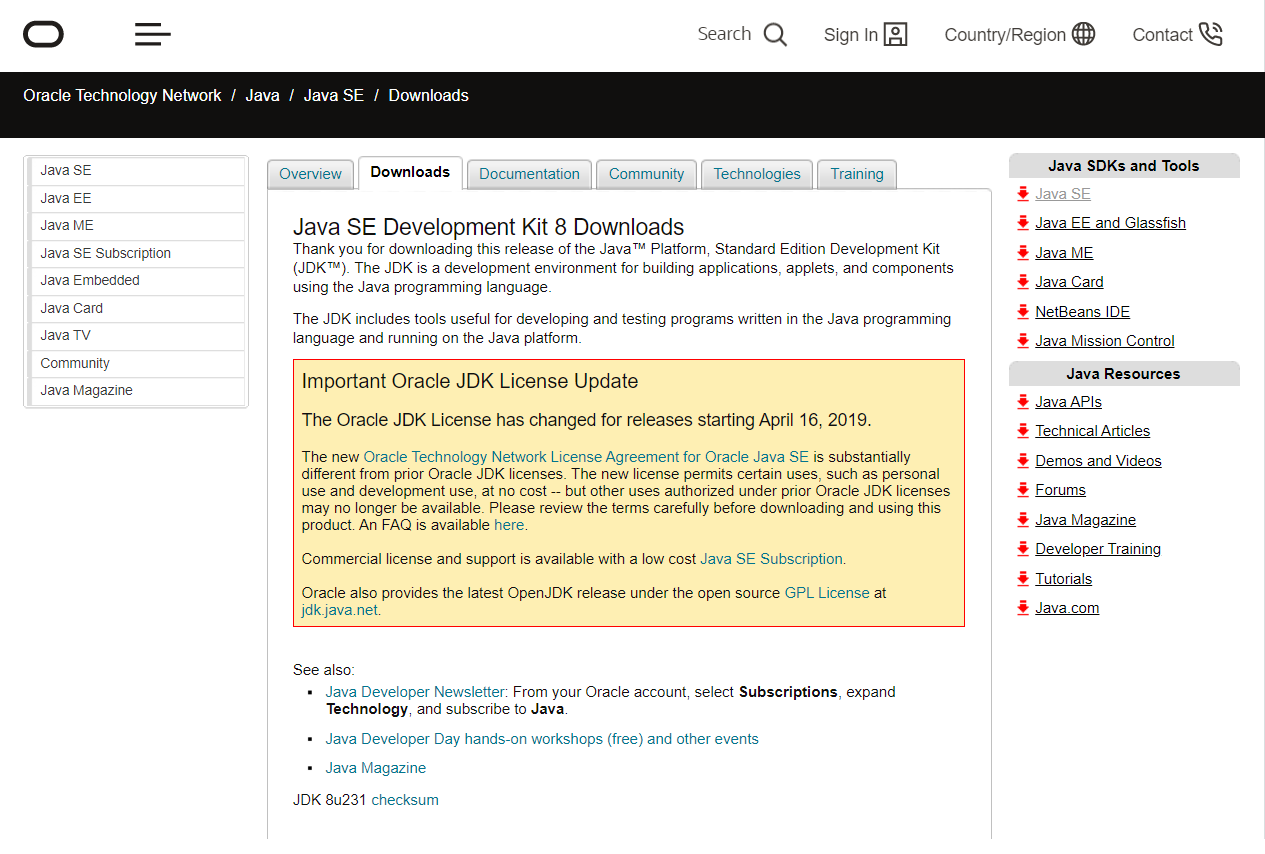 Search
Sign In
Country/Region
Contact
Oracle Technology Network / Java / Java SE / Downloads
Java SE
Java EE
Java ME
Java SE Subscription
Java Embedded
Java Card
Java TV
Community
Java Magazine
Overview
Downloads
Documentation
Community
Technologies
Training
Java SE Development Kit 8 Downloads
Thank you for downloading this release of the Java™ Platform, Standard Edition Development Kit
(JDK™). The JDK is a development environment for building applications, applets, and components
using the Java programming language.
The JDK includes tools useful for developing and testing programs written in the Java programming
language and running on the Java platform.
Important Oracle JDK License Update
The Oracle JDK License has changed for releases starting April 16, 2019.
The new Oracle Technology Network License Agreement for Oracle Java SE is substantially
different from prior Oracle JDK licenses. The new license permits certain uses, such as personal
use and development use, at no cost -- but other uses authorized under prior Oracle JDK licenses
may no longer be available. Please review the terms carefully before downloading and using this
product. An FAQ is available here.
Commercial license and support is available with a low cost Java SE Subscription.
Oracle also provides the latest OpenJDK release under the open source GPL License at
jdk.java.net.
See also:
▪ Java Developer Newsletter: From your Oracle account, select Subscriptions, expand
Technology, and subscribe to Java.
▪ Java Developer Day hands-on workshops (free) and other events
▪ Java Magazine
JDK 8u231 checksum
Java SDKs and Tools
Java SE
Java EE and Glassfish
Java ME
Java Card
NetBeans IDE
Java Mission Control
Java Resources
Java APIs
Technical Articles
Demos and Videos
Forums
Java Magazine
Developer Training
Tutorials
Java.com